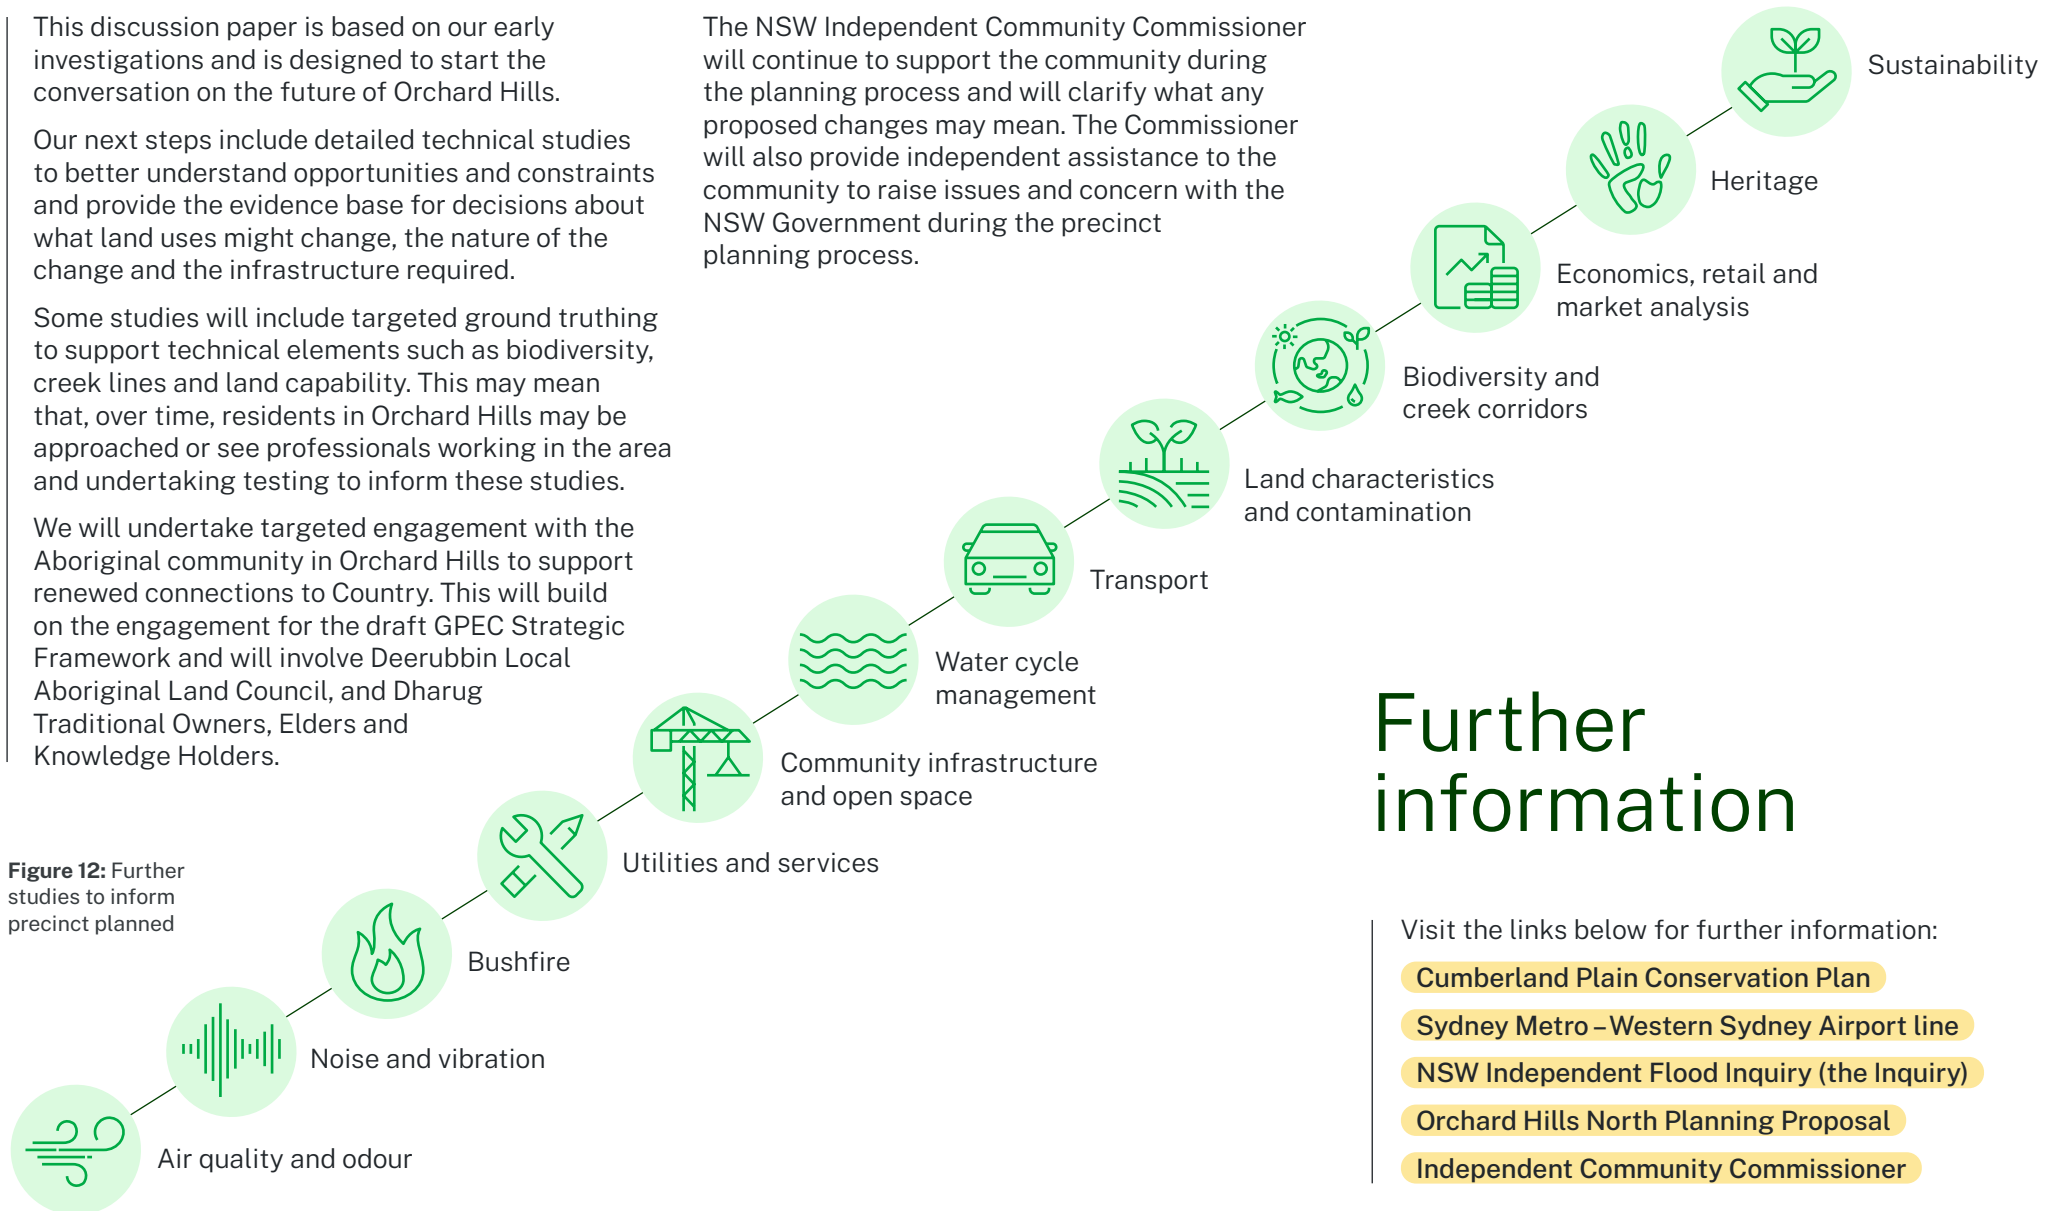 This discussion paper is based on our early
investigations and is designed to start the
conversation on the future of Orchard Hills.
Our next steps include detailed technical studies
to better understand opportunities and constraints
and provide the evidence base for decisions about
what land uses might change, the nature of the
change and the infrastructure required.
Some studies will include targeted ground truthing
to support technical elements such as biodiversity,
creek lines and land capability. This may mean
that, over time, residents in Orchard Hills may be
approached or see professionals working in the area
and undertaking testing to inform these studies.
We will undertake targeted engagement with the
Aboriginal community in Orchard Hills to support
renewed connections to Country. This will build
on the engagement for the draft GPEC Strategic
Framework and will involve Deerubbin Local
Aboriginal Land Council, and Dharug
Traditional Owners, Elders and
Knowledge Holders.
The NSW Independent Community Commissioner
will continue to support the community during
the planning process and will clarify what any
proposed changes may mean. The Commissioner
will also provide independent assistance to the
community to raise issues and concern with the
NSW Government during the precinct
planning process.
Sustainability
Heritage
Economics, retail and
market analysis
Biodiversity and
creek corridors
Land characteristics
and contamination
Transport
Water cycle
management
Community infrastructure
and open space
Utilities and services
Bushfire
Noise and vibration
Air quality and odour
Figure 12: Further
studies to inform
precinct planned
Further
information
Visit the links below for further information:
Cumberland Plain Conservation Plan
Sydney Metro – Western Sydney Airport line
NSW Independent Flood Inquiry (the Inquiry)
Orchard Hills North Planning Proposal
Independent Community Commissioner